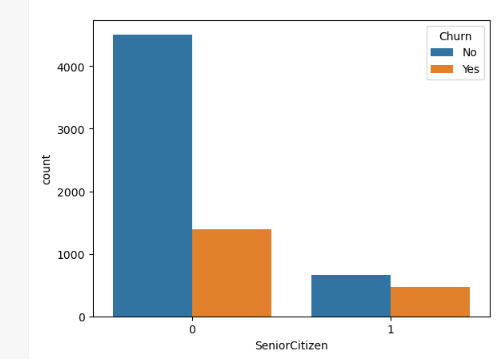 Churn
No
Yes
4000
3000
2000
1000
0
count
0 1
SeniorCitizen